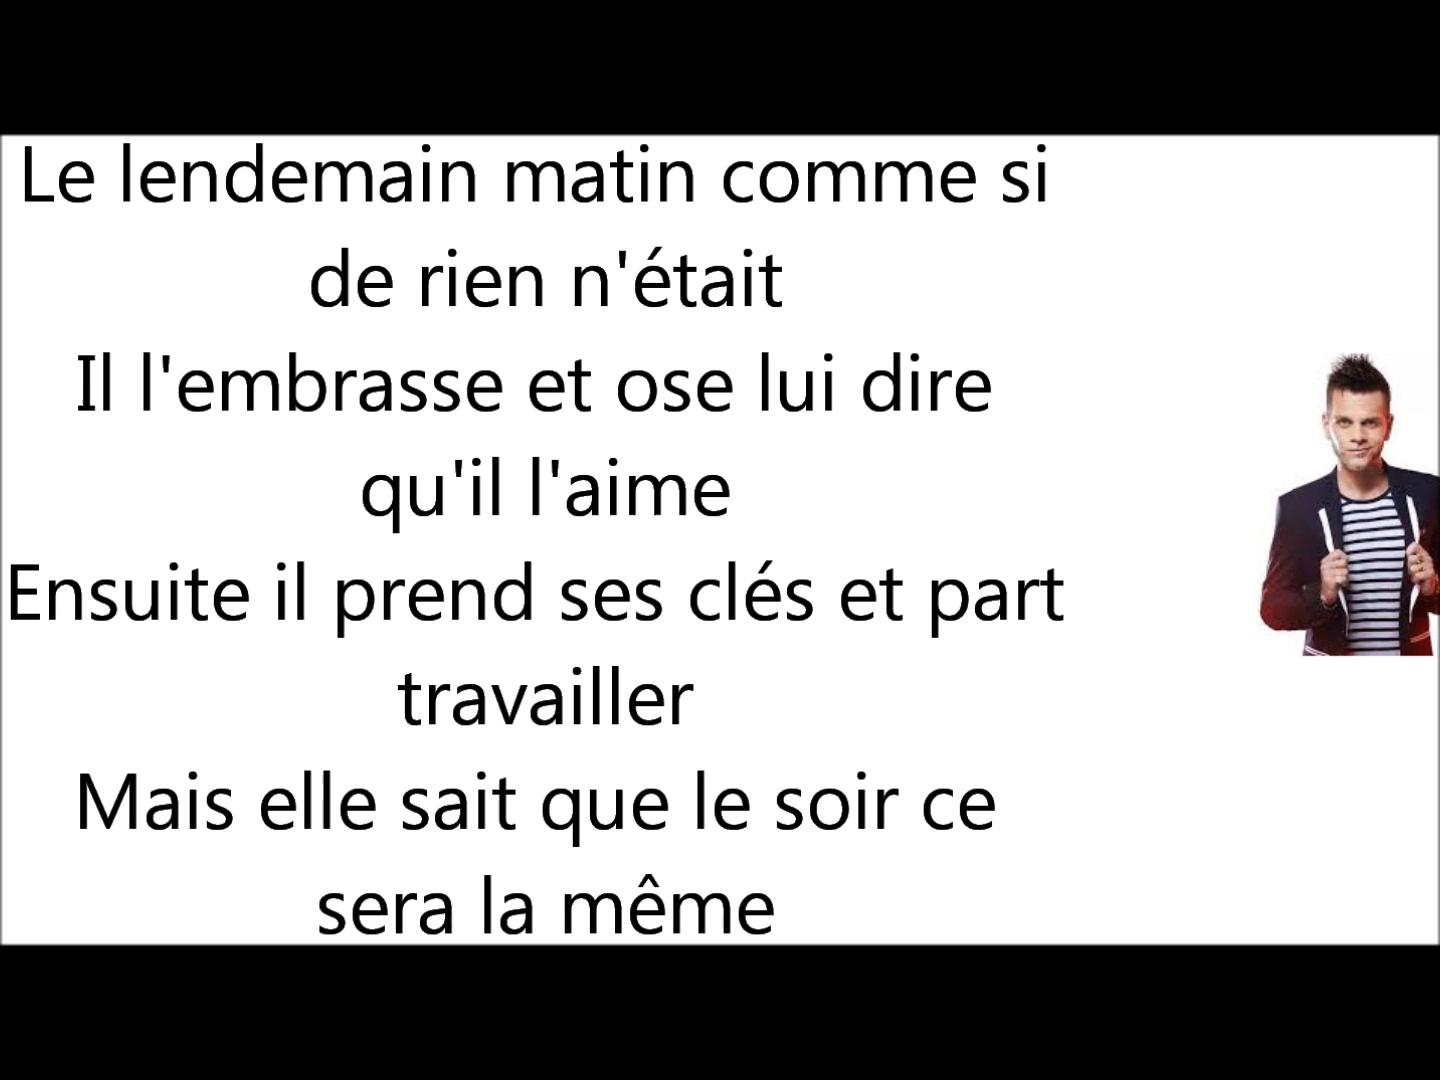 Le lendemain matin comme si
de rien n'était
Il l'embrasse et ose lui dire
qu'il l'aime
Ensuite il prend ses clés et part
travailler
Mais elle sait que le soir ce
sera la même